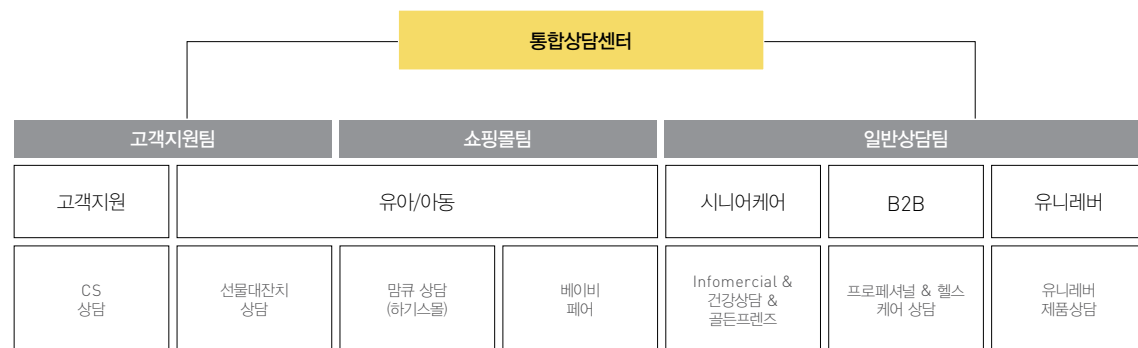 통합상담센터
고객지원팀
쇼핑몰팀
일반상담팀
고객지원
유아/아동
시니어케어
B2B
유니레버
CS
상담
선물대잔치
상담
맘큐 상담
(하기스몰)
베이비
페어
Infomercial &
건강상담 &
골든프렌즈
프로페셔널 & 헬스
케어 상담
유니레버
제품상담